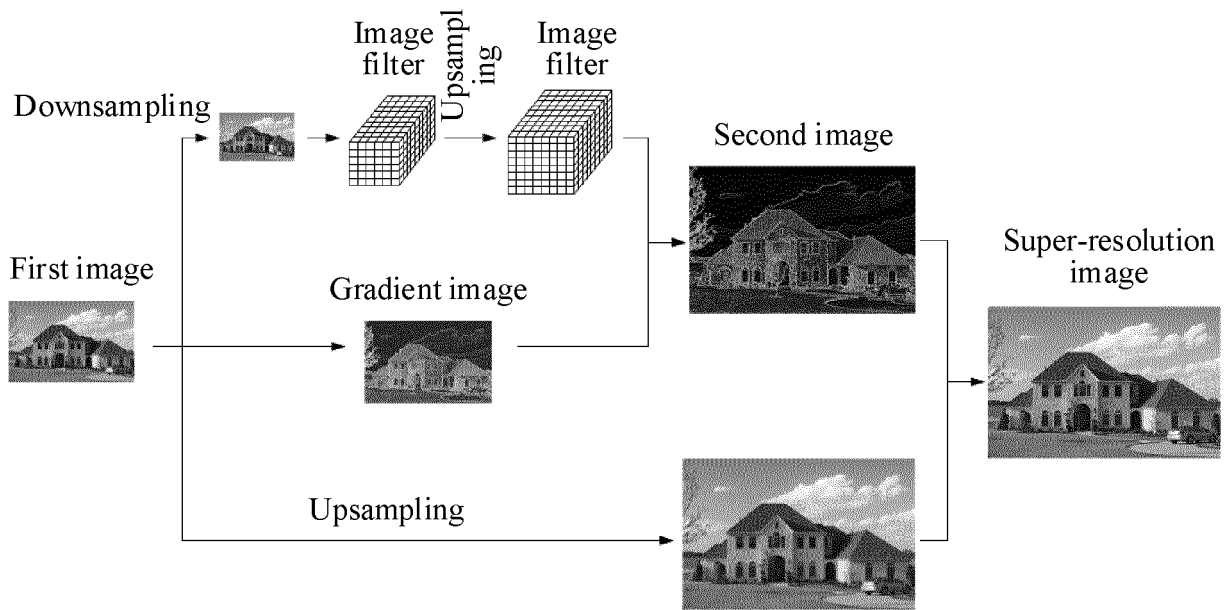 Image
filter
Upsampl
ing
Image
filter
Downsampling
Second image
Super-resolution
image
First image
Gradient image
Upsampling